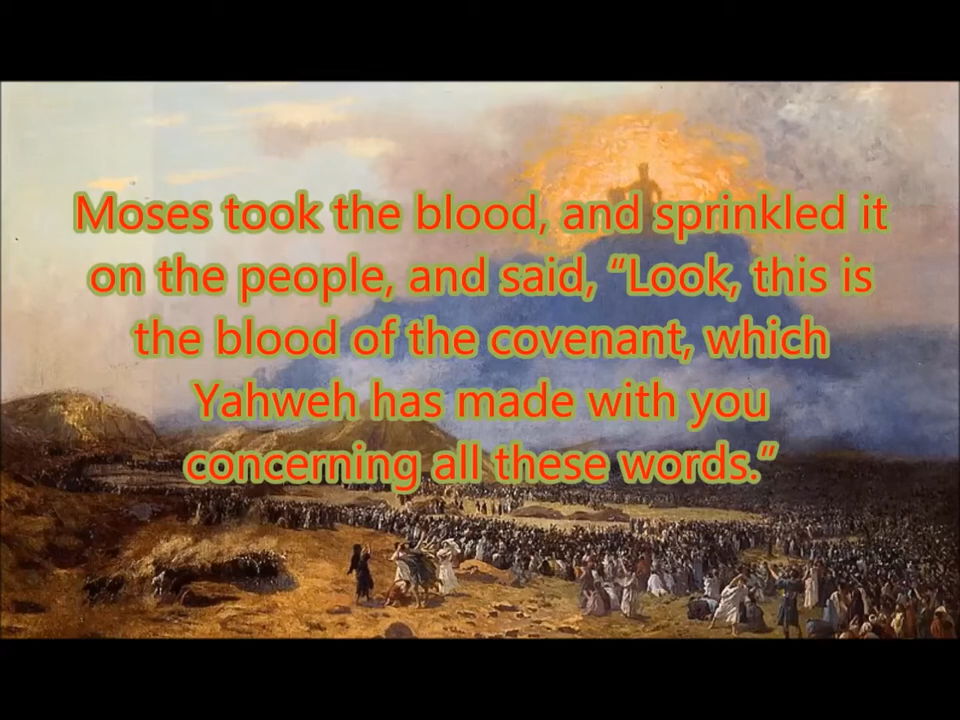 Moses took the blood, and sprinkled it
on the people, and said, “Look, this is
the blood of the covenant, which
Yahweh has made with you
concerning all these words.”